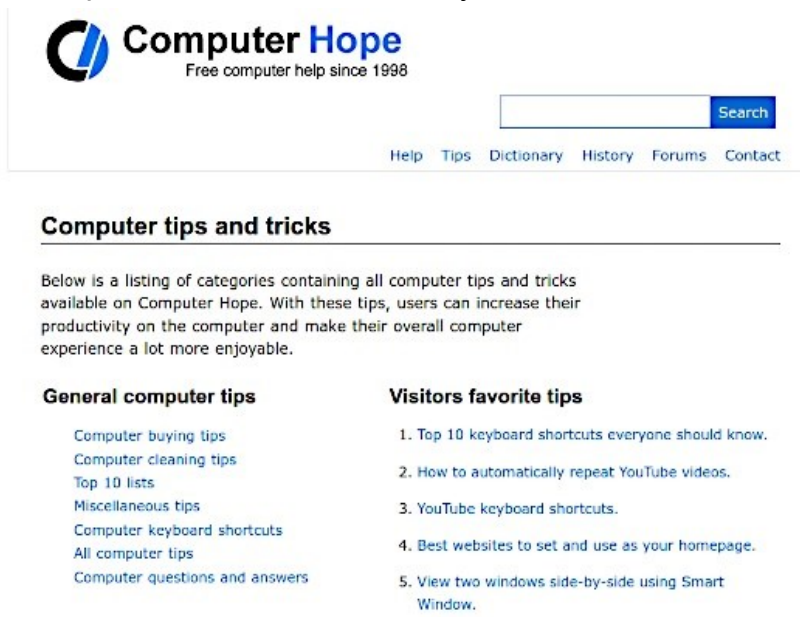 Computer Hope
Free computer help since 1998
Search
Help Tips Dictionary History Forums Contact
Computer tips and tricks
Below is a listing of categories containing all computer tips and tricks
available on Computer Hope. With these tips, users can increase their
productivity on the computer and make their overall computer
experience a lot more enjoyable.
General computer tips
Computer buying tips
Computer cleaning tips
Top 10 lists
Miscellaneous tips
Computer keyboard shortcuts
All computer tips
Computer questions and answers
Visitors favorite tips
1. Top 10 keyboard shortcuts everyone should know.
2. How to automatically repeat YouTube videos.
3. YouTube keyboard shortcuts.
4. Best websites to set and use as your homepage.
5. View two windows side-by-side using Smart
Window.